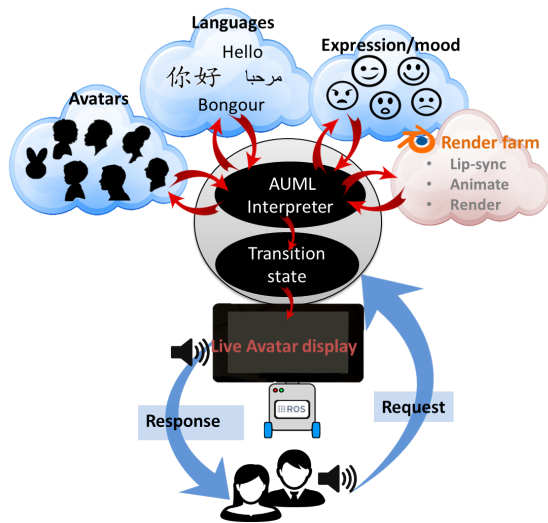 Languages
Hello
你好
مرحبا
Bongour
Expression/mood
Avatars
Render farm
• Lip-sync
• Animate
• Render
AUML
Interpreter
Transition
state
Live Avatar display
ROS
Response
Request